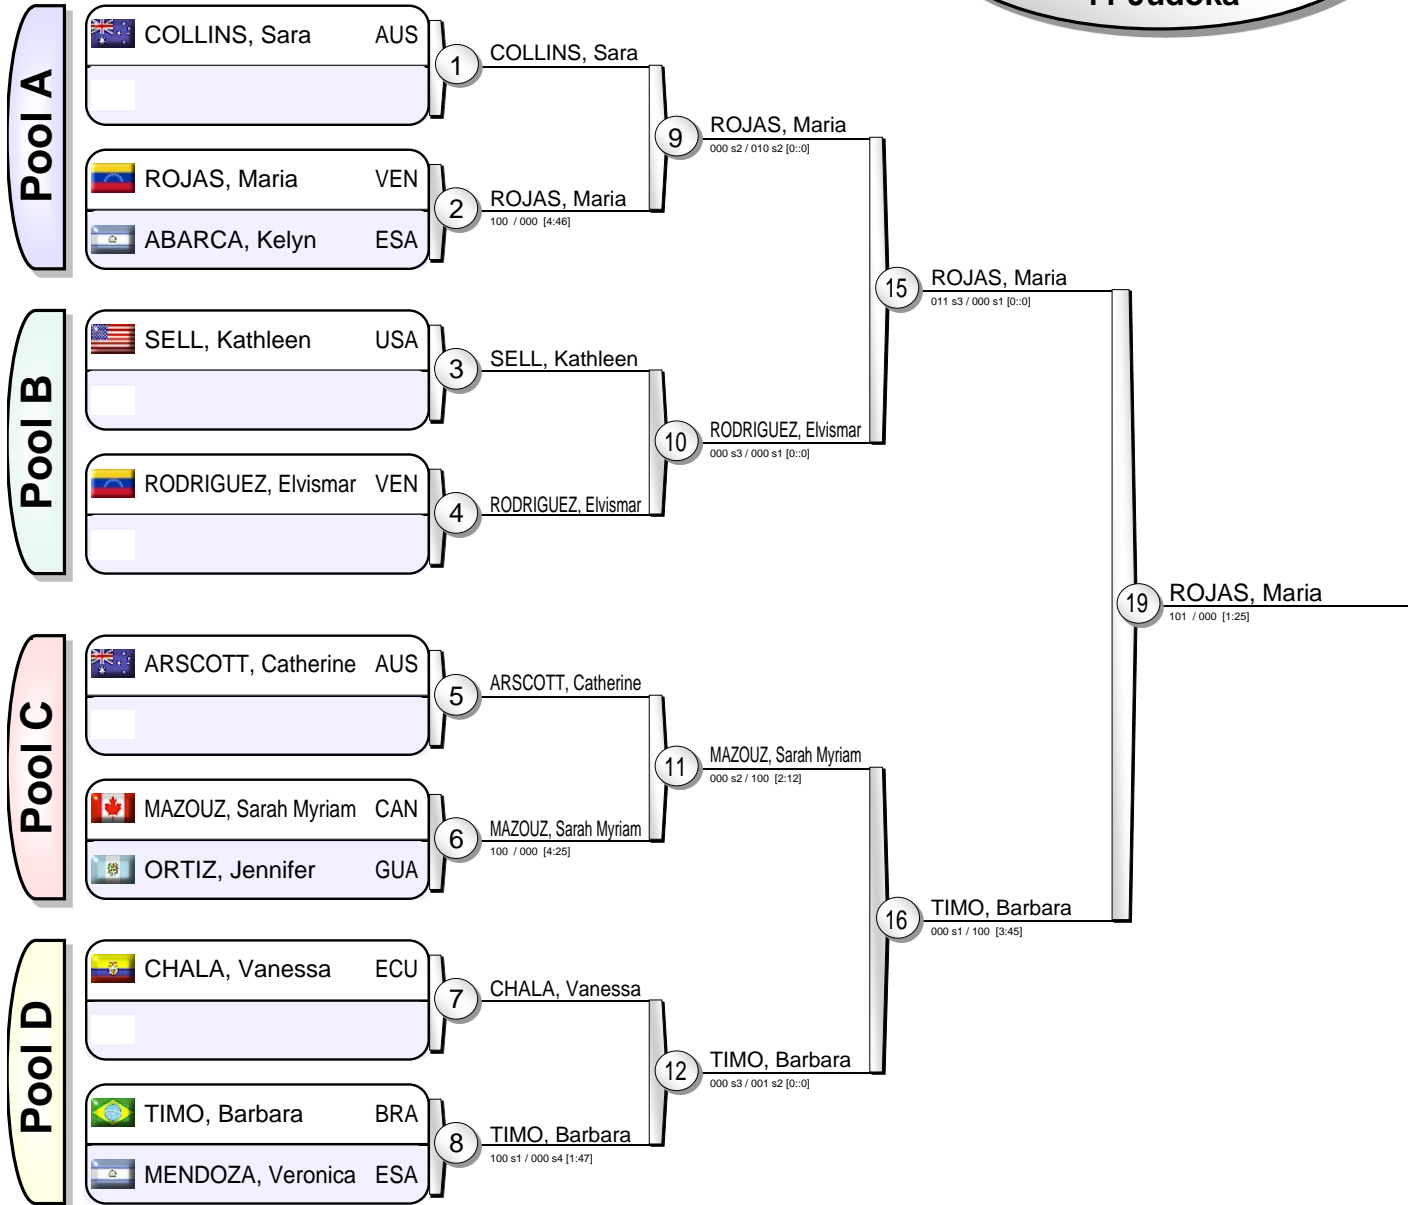 11 Judoka
Pool A
COLLINS, Sara AUS
1
COLLINS, Sara
ROJAS, Maria VEN
ABARCA, Kelyn ESA
2
ROJAS, Maria
100 / 000 [4:46]
9
ROJAS, Maria
000 s2 / 010 s2 [0::0]
Pool B
SELL, Kathleen USA
3
SELL, Kathleen
RODRIGUEZ, Elvismar VEN
4
RODRIGUEZ, Elvismar
10
RODRIGUEZ, Elvismar
000 s3 / 000 s1 [0::0]
15
ROJAS, Maria
011 s3 / 000 s1 [0::0]
Pool C
ARSCOTT, Catherine AUS
5
ARSCOTT, Catherine
MAZOUZ, Sarah Myriam CAN
ORTIZ, Jennifer GUA
6
MAZOUZ, Sarah Myriam
100 / 000 [4:25]
11
MAZOUZ, Sarah Myriam
000 s2 / 100 [2:12]
Pool D
CHALA, Vanessa ECU
7
CHALA, Vanessa
TIMO, Barbara BRA
MENDOZA, Veronica ESA
8
TIMO, Barbara
100 s1 / 000 s4 [1:47]
12
TIMO, Barbara
000 s3 / 001 s2 [0::0]
16
TIMO, Barbara
000 s1 / 100 [3:45]
19
ROJAS, Maria
101 / 000 [1:25]